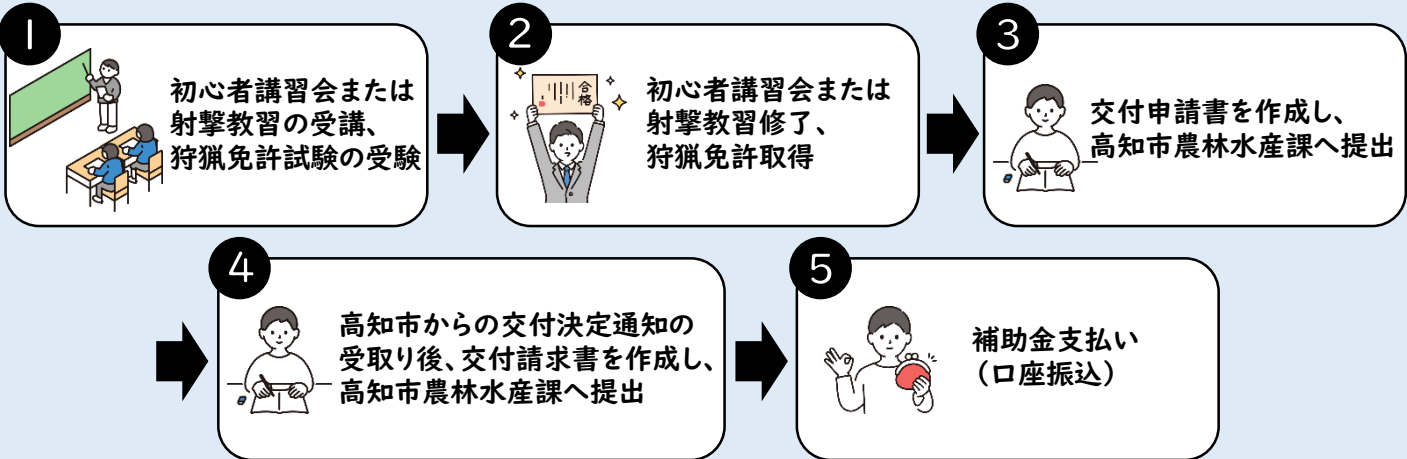 1
初心者講習会または
射撃教習の受講、
狩猟免許試験の受験
2
合格
初心者講習会または
射撃教習修了、
狩猟免許取得
3
交付申請書を作成し、
高知市農林水産課へ提出
4
高知市からの交付決定通知の
受取り後、交付請求書を作成し、
高知市農林水産課へ提出
5
補助金支払い
（口座振込）